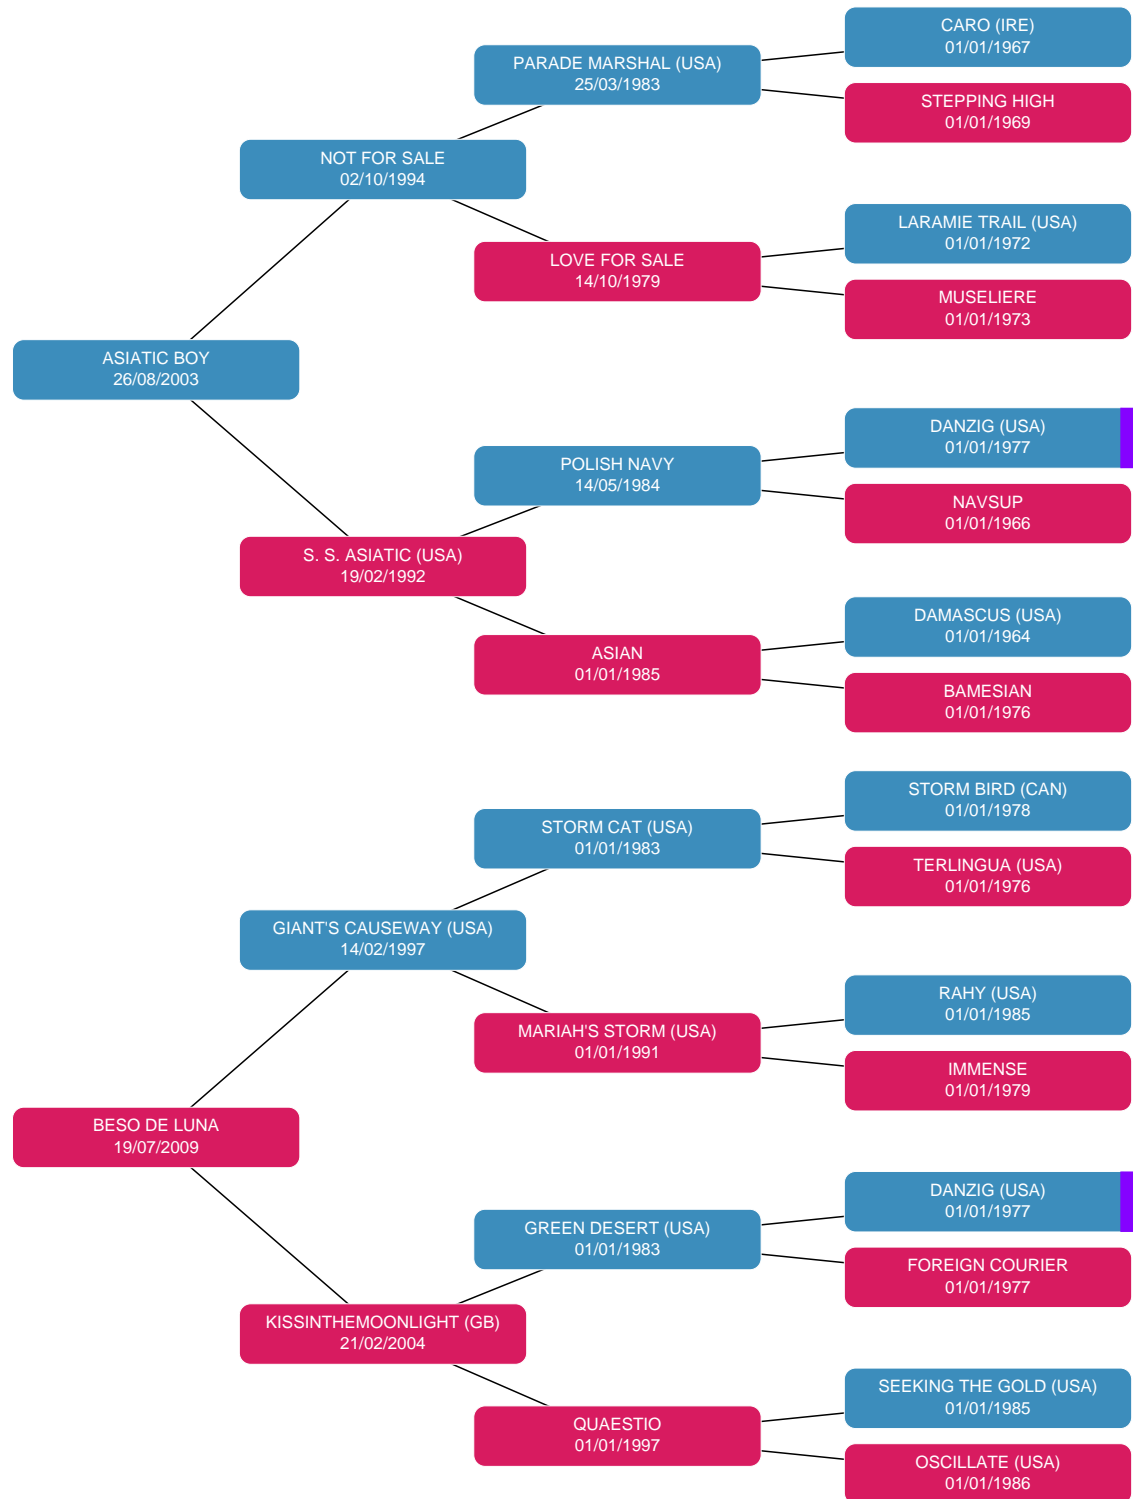 CARO (IRE)
01/01/1967
PARADE MARSHAL (USA)
25/03/1983
STEPPING HIGH
01/01/1969
NOT FOR SALE
02/10/1994
LARAMIE TRAIL (USA)
01/01/1972
LOVE FOR SALE
14/10/1979
MUSELIERE
01/01/1973
ASIATIC BOY
26/08/2003
DANZIG (USA)
01/01/1977
POLISH NAVY
14/05/1984
NAVSUP
01/01/1966
S. S. ASIATIC (USA)
19/02/1992
DAMASCUS (USA)
01/01/1964
ASIAN
01/01/1985
BAMESIAN
01/01/1976
STORM BIRD (CAN)
01/01/1978
STORM CAT (USA)
01/01/1983
TERLINGUA (USA)
01/01/1976
GIANT'S CAUSEWAY (USA)
14/02/1997
RAHY (USA)
01/01/1985
MARIAH'S STORM (USA)
01/01/1991
IMMENSE
01/01/1979
BESO DE LUNA
19/07/2009
DANZIG (USA)
01/01/1977
GREEN DESERT (USA)
01/01/1983
FOREIGN COURIER
01/01/1977
KISSINTHEMOONLIGHT (GB)
21/02/2004
SEEKING THE GOLD (USA)
01/01/1985
QUAESTIO
01/01/1997
OSCILLATE (USA)
01/01/1986